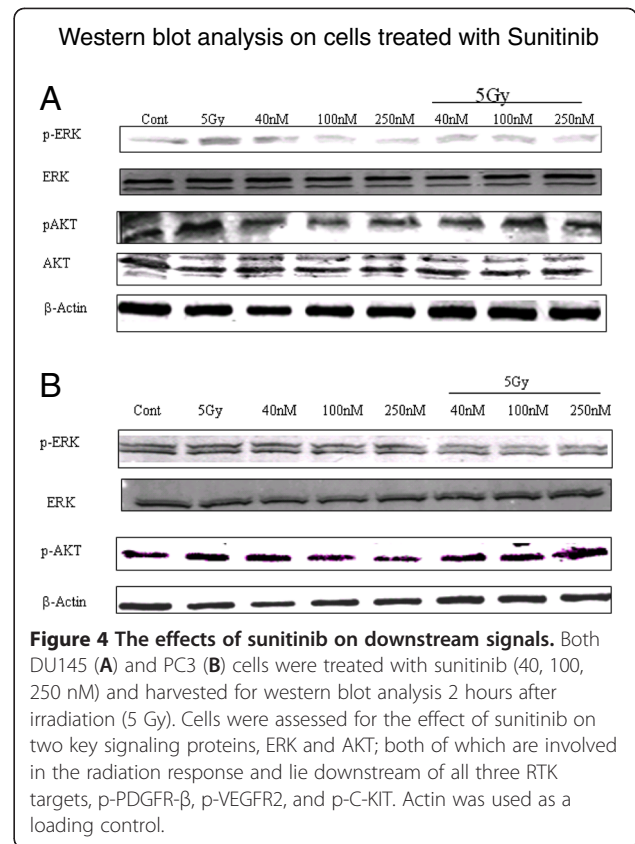 Western blot analysis on cells treated with Sunitinib
A
5Gy
Cont 5Gy 40nM 100nM 250nM 40nM 100nM 250nM
p-ERK
ERK
pAKT
AKT
β-Actin
B
5Gy
Cont 5Gy 40nM 100nM 250nM 40nM 100nM 250nM
p-ERK
ERK
p-AKT
β-Actin
Figure 4 The effects of sunitinib on downstream signals. Both
DU145 (A) and PC3 (B) cells were treated with sunitinib (40, 100,
250 nM) and harvested for western blot analysis 2 hours after
irradiation (5 Gy). Cells were assessed for the effect of sunitinib on
two key signaling proteins, ERK and AKT; both of which are involved
in the radiation response and lie downstream of all three RTK
targets, p-PDGFR-β, p-VEGFR2, and p-C-KIT. Actin was used as a
loading control.